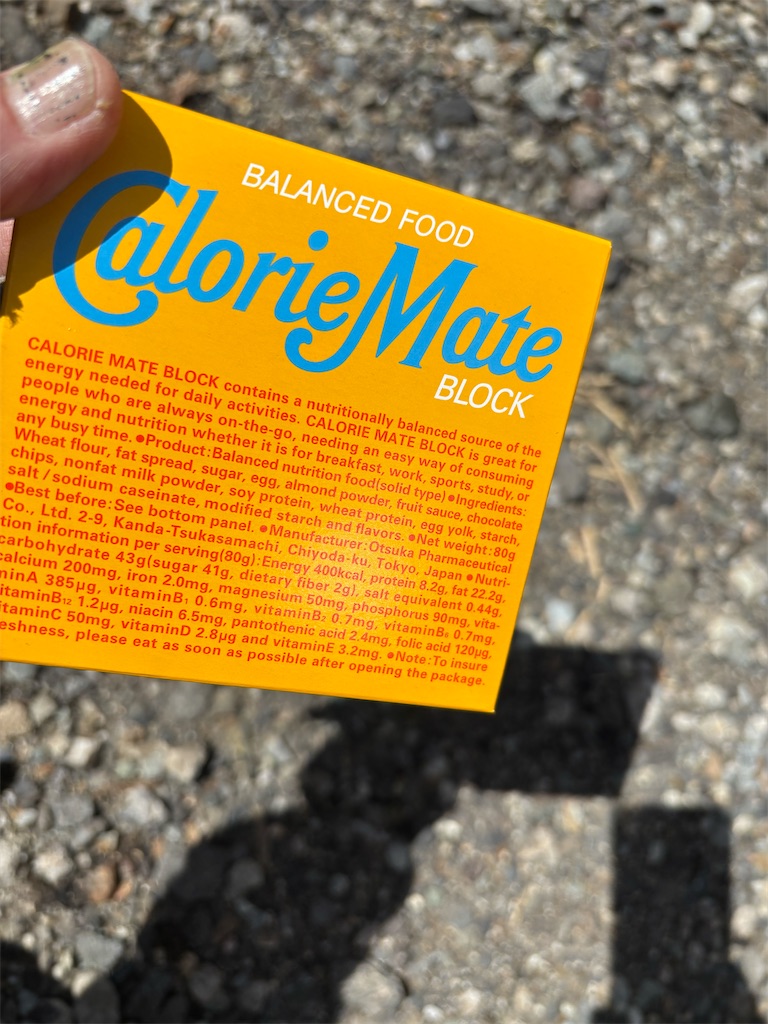 BALANCED FOOD
CalorieMate
BLOCK
CALORIE MATE BLOCK contains a nutritionally balanced source of the
energy needed for daily activities. CALORIE MATE BLOCK is great for
people who are always on-the-go, needing an easy way of consuming
energy and nutrition whether it is for breakfast, work, sports, study, or
any busy time. ●Product:Balanced nutrition food(solid type)●Ingredients:
Wheat flour, fat spread, sugar, egg, almond powder, fruit sauce, chocolate
chips, nonfat milk powder, soy protein, wheat protein, egg yolk, starch,
salt/sodium caseinate, modified starch and flavors. ●Net weight:80g
●Best before:See bottom panel. ●Manufacturer:Otsuka Pharmaceutical
Co., Ltd. 2-9, Kanda-Tsukasamachi, Chiyoda-ku, Tokyo, Japan ●Nutri-
tion information per serving(80g):Energy 400kcal, protein 8.2g, fat 22.2g,
carbohydrate 43g(sugar 41g, dietary fiber 2g), salt equivalent 0.44g,
calcium 200mg, iron 2.0mg, magnesium 50mg, phosphorus 90mg, vita-
minA 385μg, vitaminB₁ 0.6mg, vitaminB₂ 0.7mg, vitaminB₆ 0.7mg,
itaminB₁₂ 1.2μg, niacin 6.5mg, pantothenic acid 2.4mg, folic acid 120μg,
itaminC 50mg, vitaminD 2.8μg and vitaminE 3.2mg. ●Note:To insure
eshness, please eat as soon as possible after opening the package.